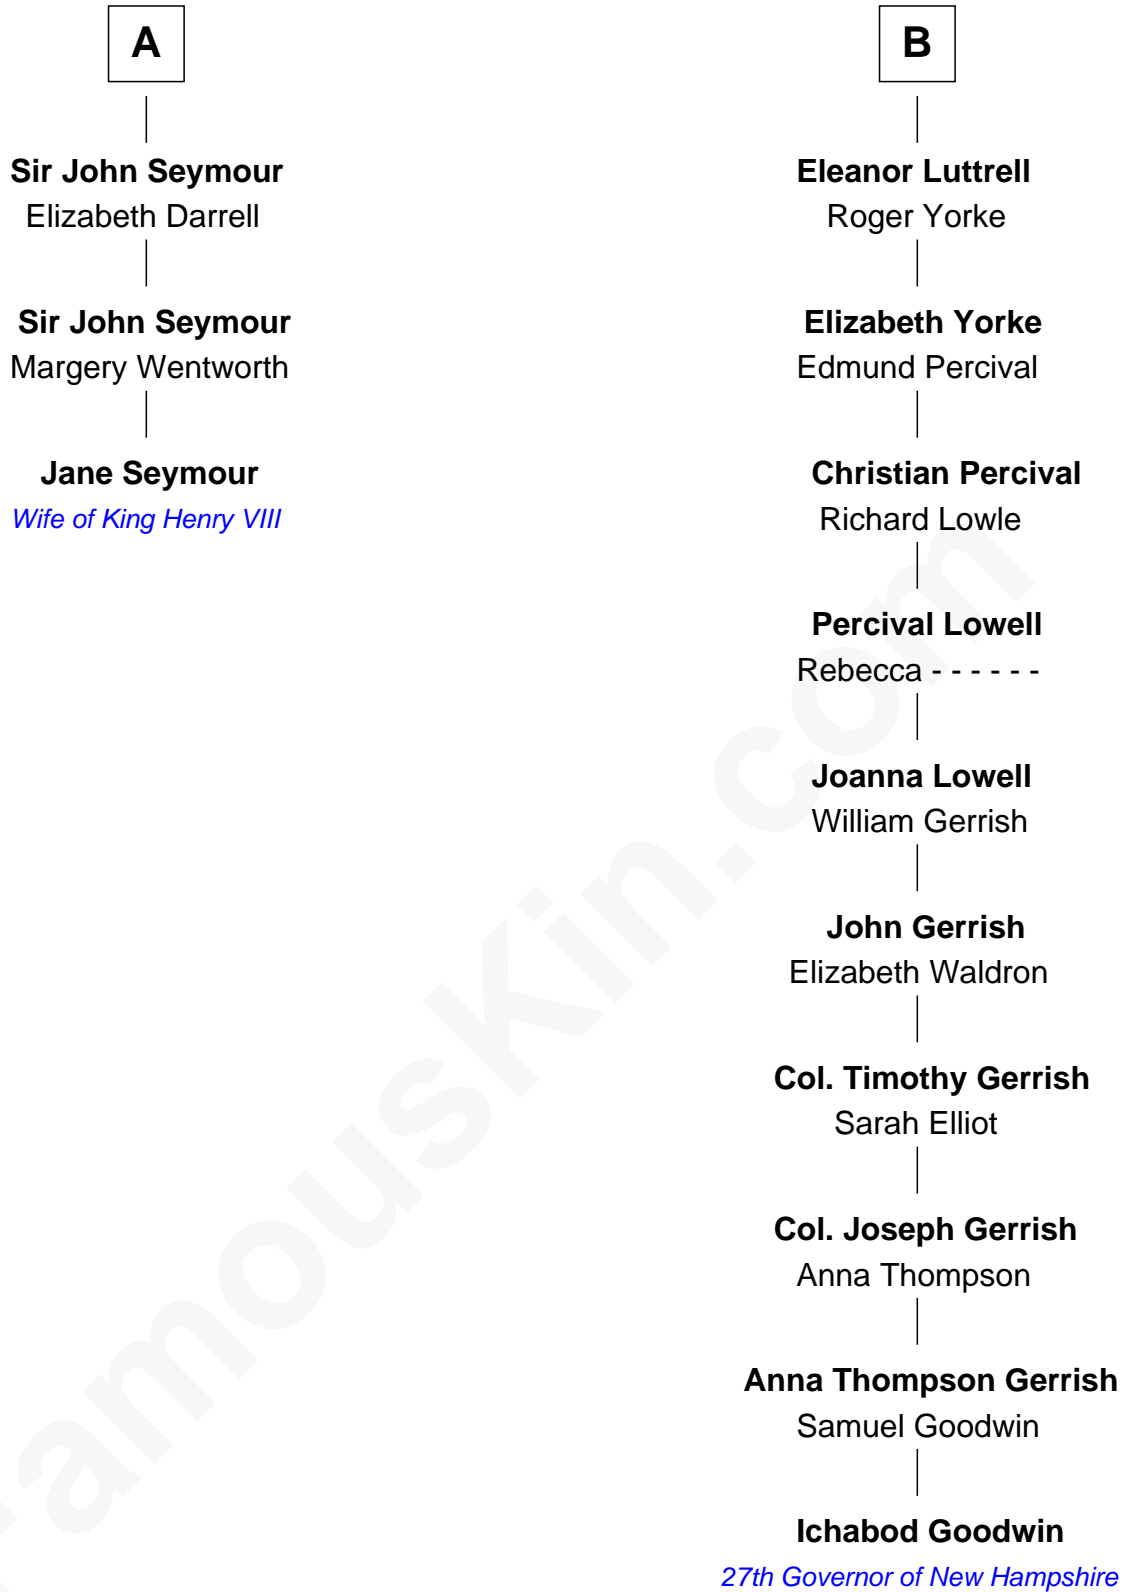 A
Sir John Seymour
Elizabeth Darrell
Sir John Seymour
Margery Wentworth
Jane Seymour
Wife of King Henry VIII
B
Eleanor Luttrell
Roger Yorke
Elizabeth Yorke
Edmund Percival
Christian Percival
Richard Lowle
Percival Lowell
Rebecca - - - - - -
Joanna Lowell
William Gerrish
John Gerrish
Elizabeth Waldron
Col. Timothy Gerrish
Sarah Elliot
Col. Joseph Gerrish
Anna Thompson
Anna Thompson Gerrish
Samuel Goodwin
Ichabod Goodwin
27th Governor of New Hampshire
FamousKin.com